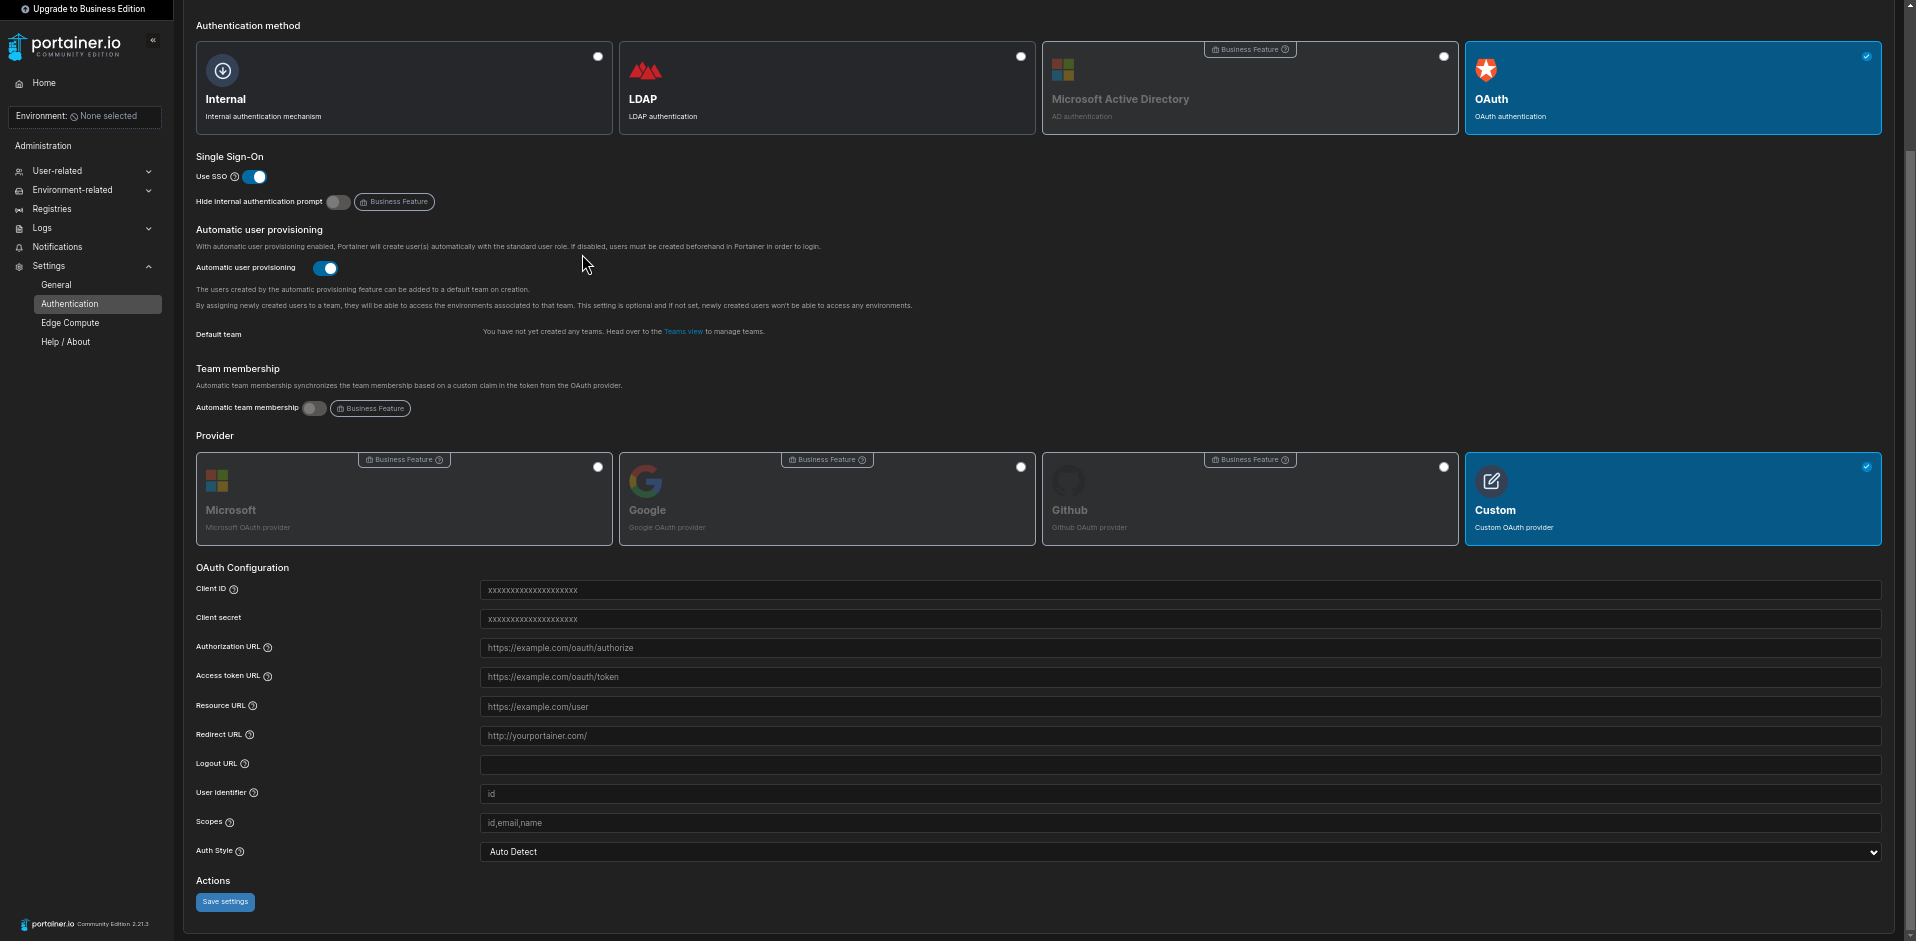 Upgrade to Business Edition
portainer.io
COMMUNITY EDITION
«
Home
Environment: None selected
Administration
User-related
Environment-related
Registries
Logs
Notifications
Settings
General
Authentication
Edge Compute
Help / About
portainer.io Community Edition 2.21.3
Authentication method
Internal
Internal authentication mechanism
LDAP
LDAP authentication
Business Feature
Microsoft Active Directory
AD authentication
OAuth
OAuth authentication
Single Sign-On
Use SSO
Hide internal authentication prompt Business Feature
Automatic user provisioning
With automatic user provisioning enabled, Portainer will create user(s) automatically with the standard user role. If disabled, users must be created beforehand in Portainer in order to login.
Automatic user provisioning
The users created by the automatic provisioning feature can be added to a default team on creation.
By assigning newly created users to a team, they will be able to access the environments associated to that team. This setting is optional and if not set, newly created users won't be able to access any environments.
Default team You have not yet created any teams. Head over to the Teams view to manage teams.
Team membership
Automatic team membership synchronizes the team membership based on a custom claim in the token from the OAuth provider.
Automatic team membership Business Feature
Provider
Business Feature
Microsoft
Microsoft OAuth provider
Business Feature
Google
Google OAuth provider
Business Feature
Github
Github OAuth provider
Custom
Custom OAuth provider
OAuth Configuration
Client ID xxxxxxxxxxxxxxxxxxxx
Client secret xxxxxxxxxxxxxxxxxxxx
Authorization URL https://example.com/oauth/authorize
Access token URL https://example.com/oauth/token
Resource URL https://example.com/user
Redirect URL http://yourportainer.com/
Logout URL
User identifier id
Scopes id,email,name
Auth Style Auto Detect
Actions
Save settings